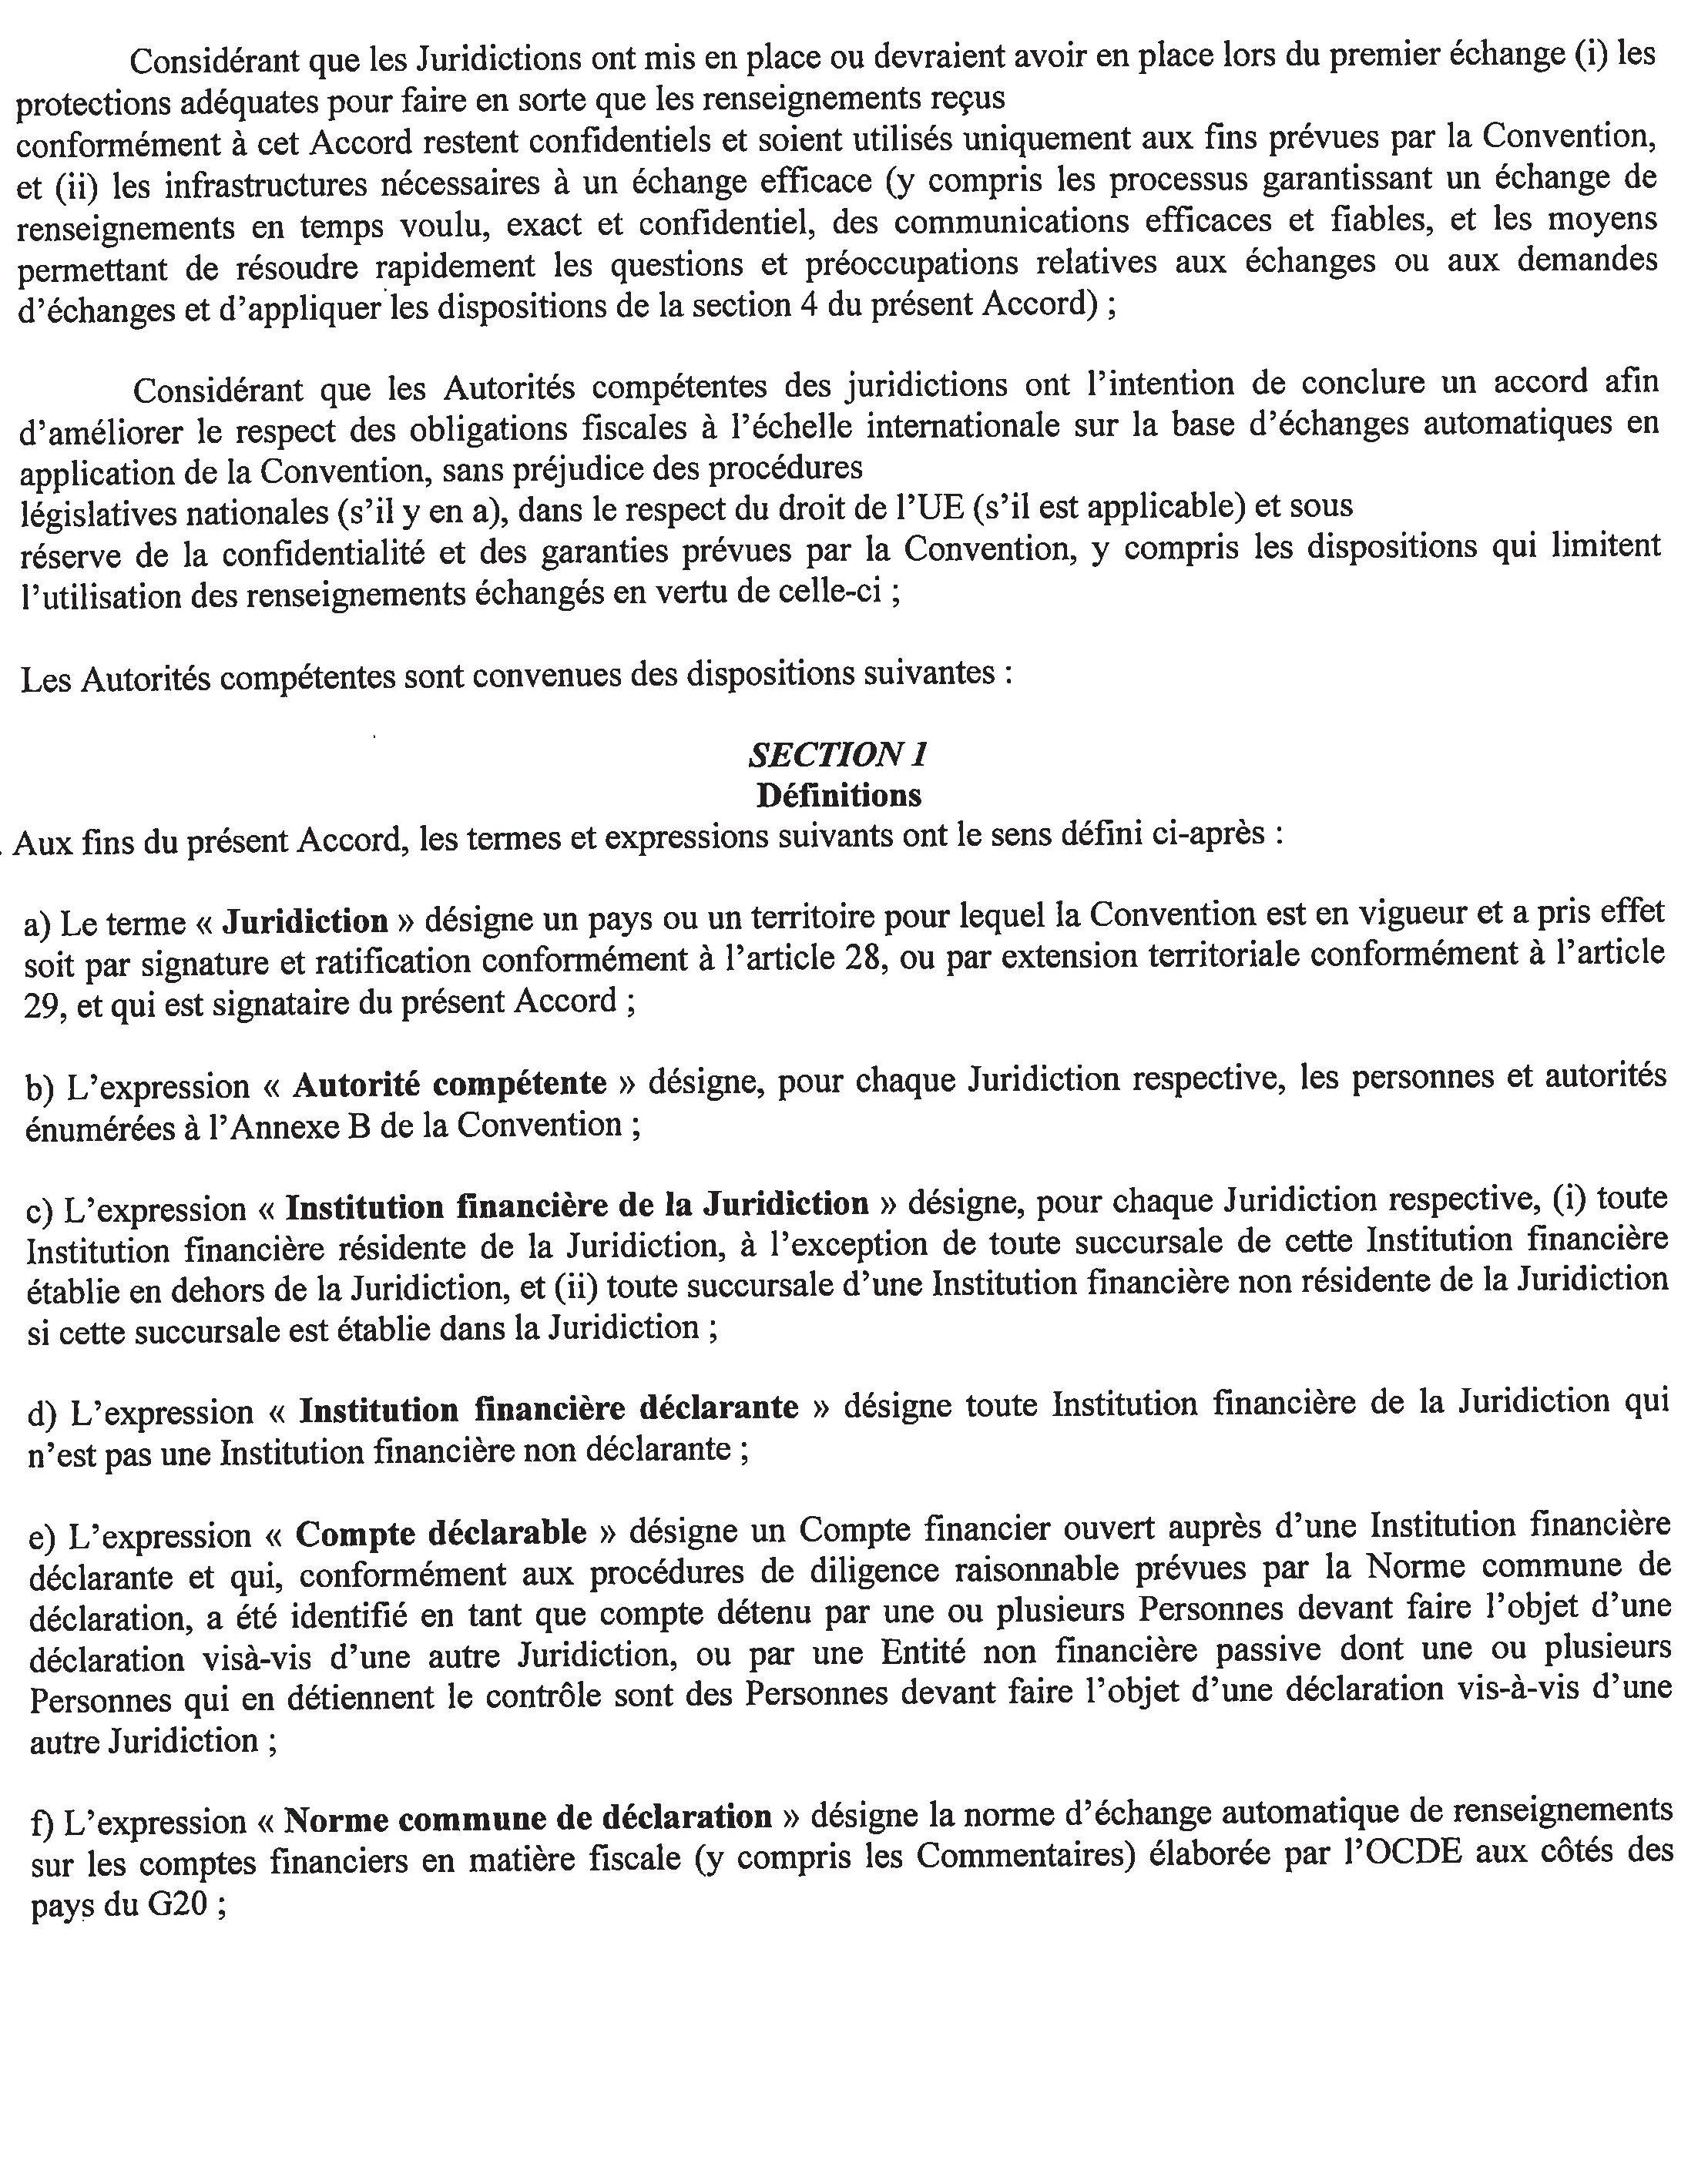 Considérant que les Juridictions ont mis en place ou devraient avoir en place lors du premier échange (i) les
protections adéquates pour faire en sorte que les renseignements reçus
conformément à cet Accord restent confidentiels et soient utilisés uniquement aux fins prévues par la Convention,
et (ii) les infrastructures nécessaires à un échange efficace (y compris les processus garantissant un échange de
renseignements en temps voulu, exact et confidentiel, des communications efficaces et fiables, et les moyens
permettant de résoudre rapidement les questions et préoccupations relatives aux échanges ou aux demandes
d'échanges et d'appliquer les dispositions de la section 4 du présent Accord) ;
Considérant que les Autorités compétentes des juridictions ont l'intention de conclure un accord afin
d'améliorer le respect des obligations fiscales à l'échelle internationale sur la base d'échanges automatiques en
application de la Convention, sans préjudice des procédures
législatives nationales (s'il y en a), dans le respect du droit de l'UE (s'il est applicable) et sous
réserve de la confidentialité et des garanties prévues par la Convention, y compris les dispositions qui limitent
l'utilisation des renseignements échangés en vertu de celle-ci ;
Les Autorités compétentes sont convenues des dispositions suivantes :
SECTION 1
Définitions
. Aux fins du présent Accord, les termes et expressions suivants ont le sens défini ci-après :
a) Le terme « Juridiction » désigne un pays ou un territoire pour lequel la Convention est en vigueur et a pris effet
soit par signature et ratification conformément à l'article 28, ou par extension territoriale conformément à l'article
29, et qui est signataire du présent Accord ;
b) L'expression « Autorité compétente » désigne, pour chaque Juridiction respective, les personnes et autorités
énumérées à l'Annexe B de la Convention ;
c) L'expression « Institution financière de la Juridiction » désigne, pour chaque Juridiction respective, (i) toute
Institution financière résidente de la Juridiction, à l'exception de toute succursale de cette Institution financière
établie en dehors de la Juridiction, et (ii) toute succursale d'une Institution financière non résidente de la Juridiction
si cette succursale est établie dans la Juridiction ;
d) L'expression « Institution financière déclarante » désigne toute Institution financière de la Juridiction qui
n'est pas une Institution financière non déclarante ;
e) L'expression « Compte déclarable » désigne un Compte financier ouvert auprès d'une Institution financière
déclarante et qui, conformément aux procédures de diligence raisonnable prévues par la Norme commune de
déclaration, a été identifié en tant que compte détenu par une ou plusieurs Personnes devant faire l'objet d'une
déclaration visà-vis d'une autre Juridiction, ou par une Entité non financière passive dont une ou plusieurs
Personnes qui en détiennent le contrôle sont des Personnes devant faire l'objet d'une déclaration vis-à-vis d'une
autre Juridiction ;
f) L'expression « Norme commune de déclaration » désigne la norme d'échange automatique de renseignements
sur les comptes financiers en matière fiscale (y compris les Commentaires) élaborée par l'OCDE aux côtés des
pays du G20 ;